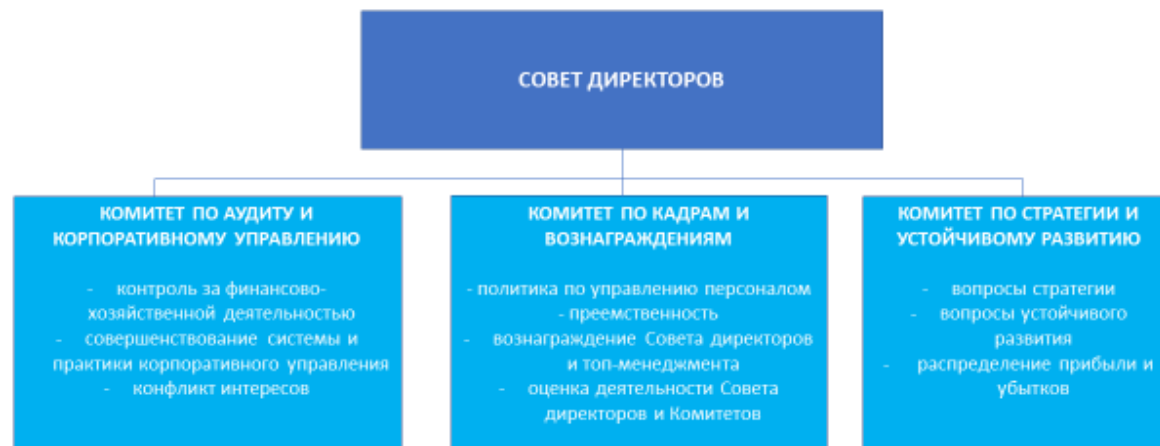 СОВЕТ ДИРЕКТОРОВ
КОМИТЕТ ПО АУДИТУ И
КОРПОРАТИВНОМУ УПРАВЛЕНИЮ
- контроль за финансово-
хозяйственной деятельностью
- совершенствование системы и
практики корпоративного управления
- конфликт интересов
КОМИТЕТ ПО КАДРАМ И
ВОЗНАГРАЖДЕНИЯМ
- политика по управлению персоналом
- преемственность
- вознаграждение Совета директоров
и топ-менеджмента
- оценка деятельности Совета
директоров и Комитетов
КОМИТЕТ ПО СТРАТЕГИИ И
УСТОЙЧИВОМУ РАЗВИТИЮ
- вопросы стратегии
- вопросы устойчивого
развития
- распределение прибыли и
убытков